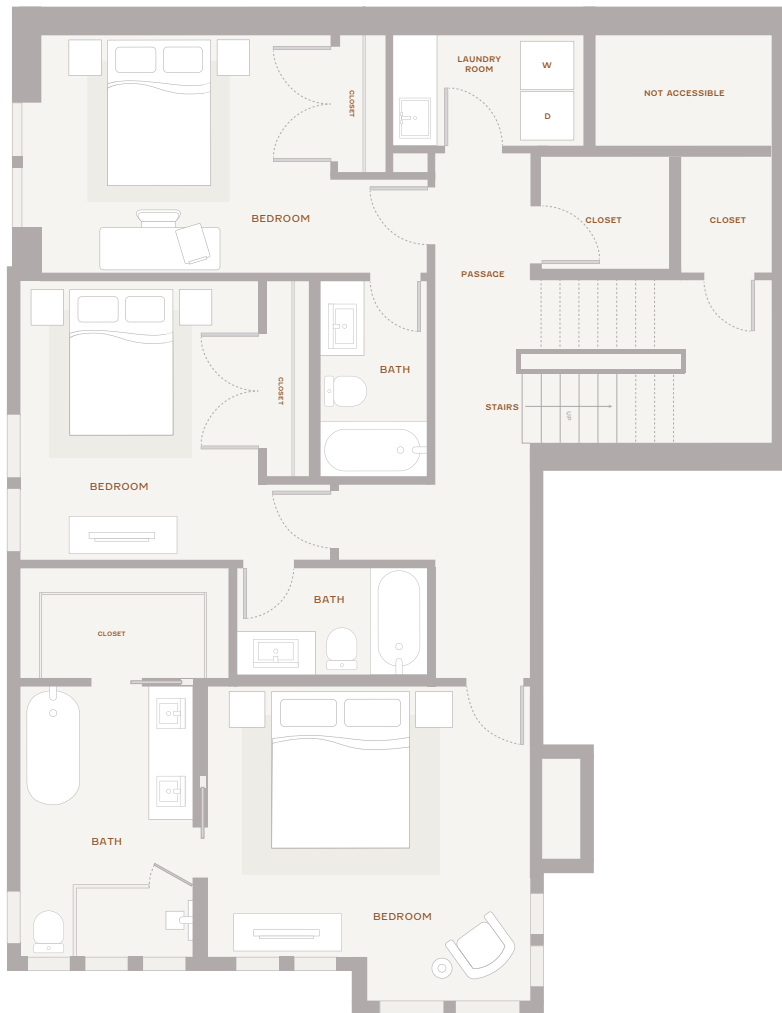 LAUNDRY
ROOM
W
NOT ACCESSIBLE
CLOSET
D
BEDROOM
CLOSET
CLOSET
PASSAGE
BATH
CLOSET
STAIRS
UP
BEDROOM
BATH
CLOSET
BATH
BEDROOM